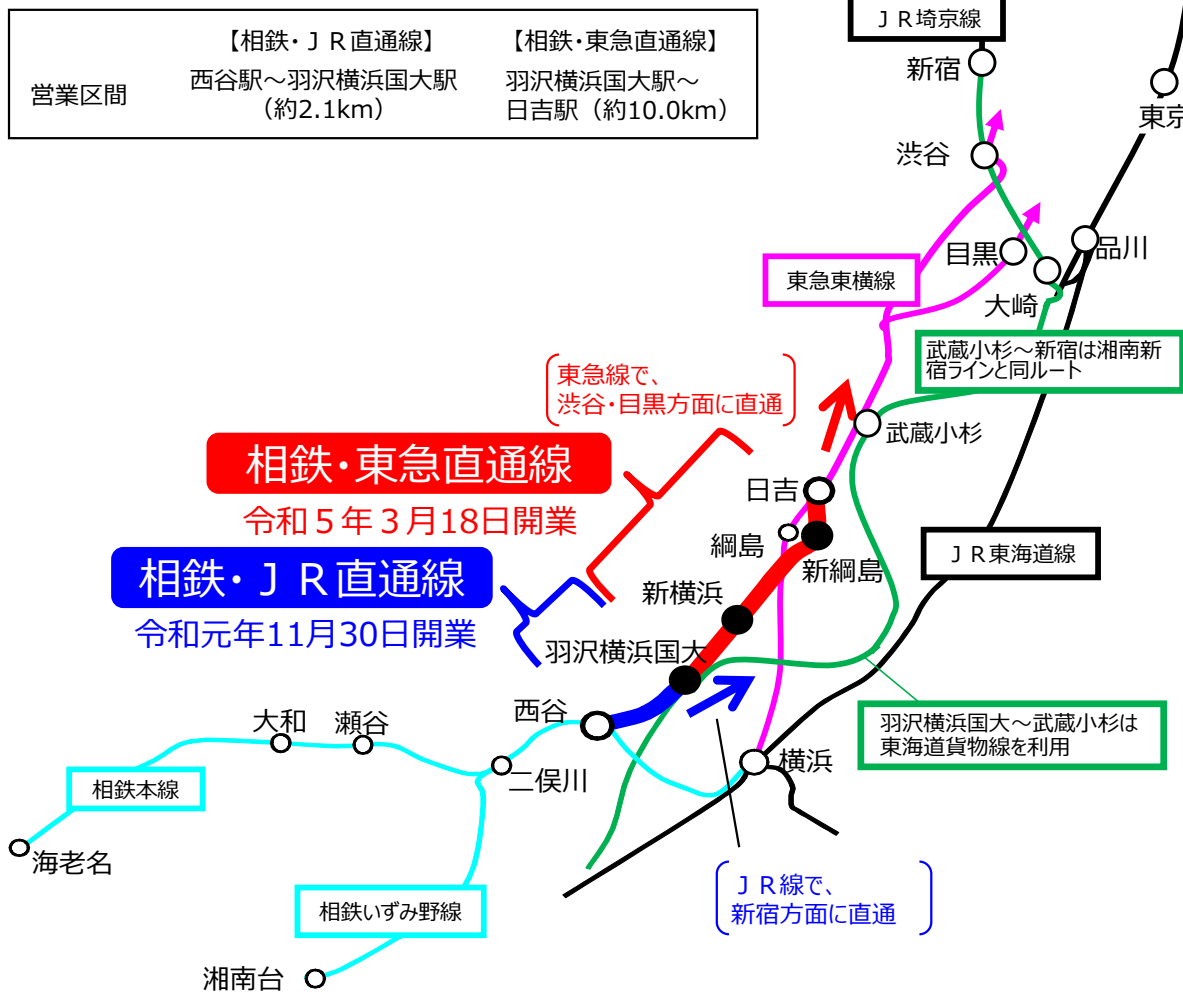 【相鉄・ＪＲ直通線】 【相鉄・東急直通線】
営業区間 西谷駅～羽沢横浜国大駅 羽沢横浜国大駅～
（約2.1km） 日吉駅（約10.0km）
ＪＲ埼京線
新宿
東京
渋谷
目黒
品川
東急東横線
大崎
武蔵小杉～新宿は湘南新
宿ラインと同ルート
東急線で、
渋谷・目黒方面に直通
武蔵小杉
相鉄・東急直通線
令和５年３月18日開業
日吉
綱島
新綱島
ＪＲ東海道線
相鉄・ＪＲ直通線
令和元年11月30日開業
新横浜
羽沢横浜国大
西谷
大和
瀬谷
二俣川
横浜
羽沢横浜国大～武蔵小杉は
東海道貨物線を利用
相鉄本線
海老名
ＪＲ線で、
新宿方面に直通
相鉄いずみ野線
湘南台